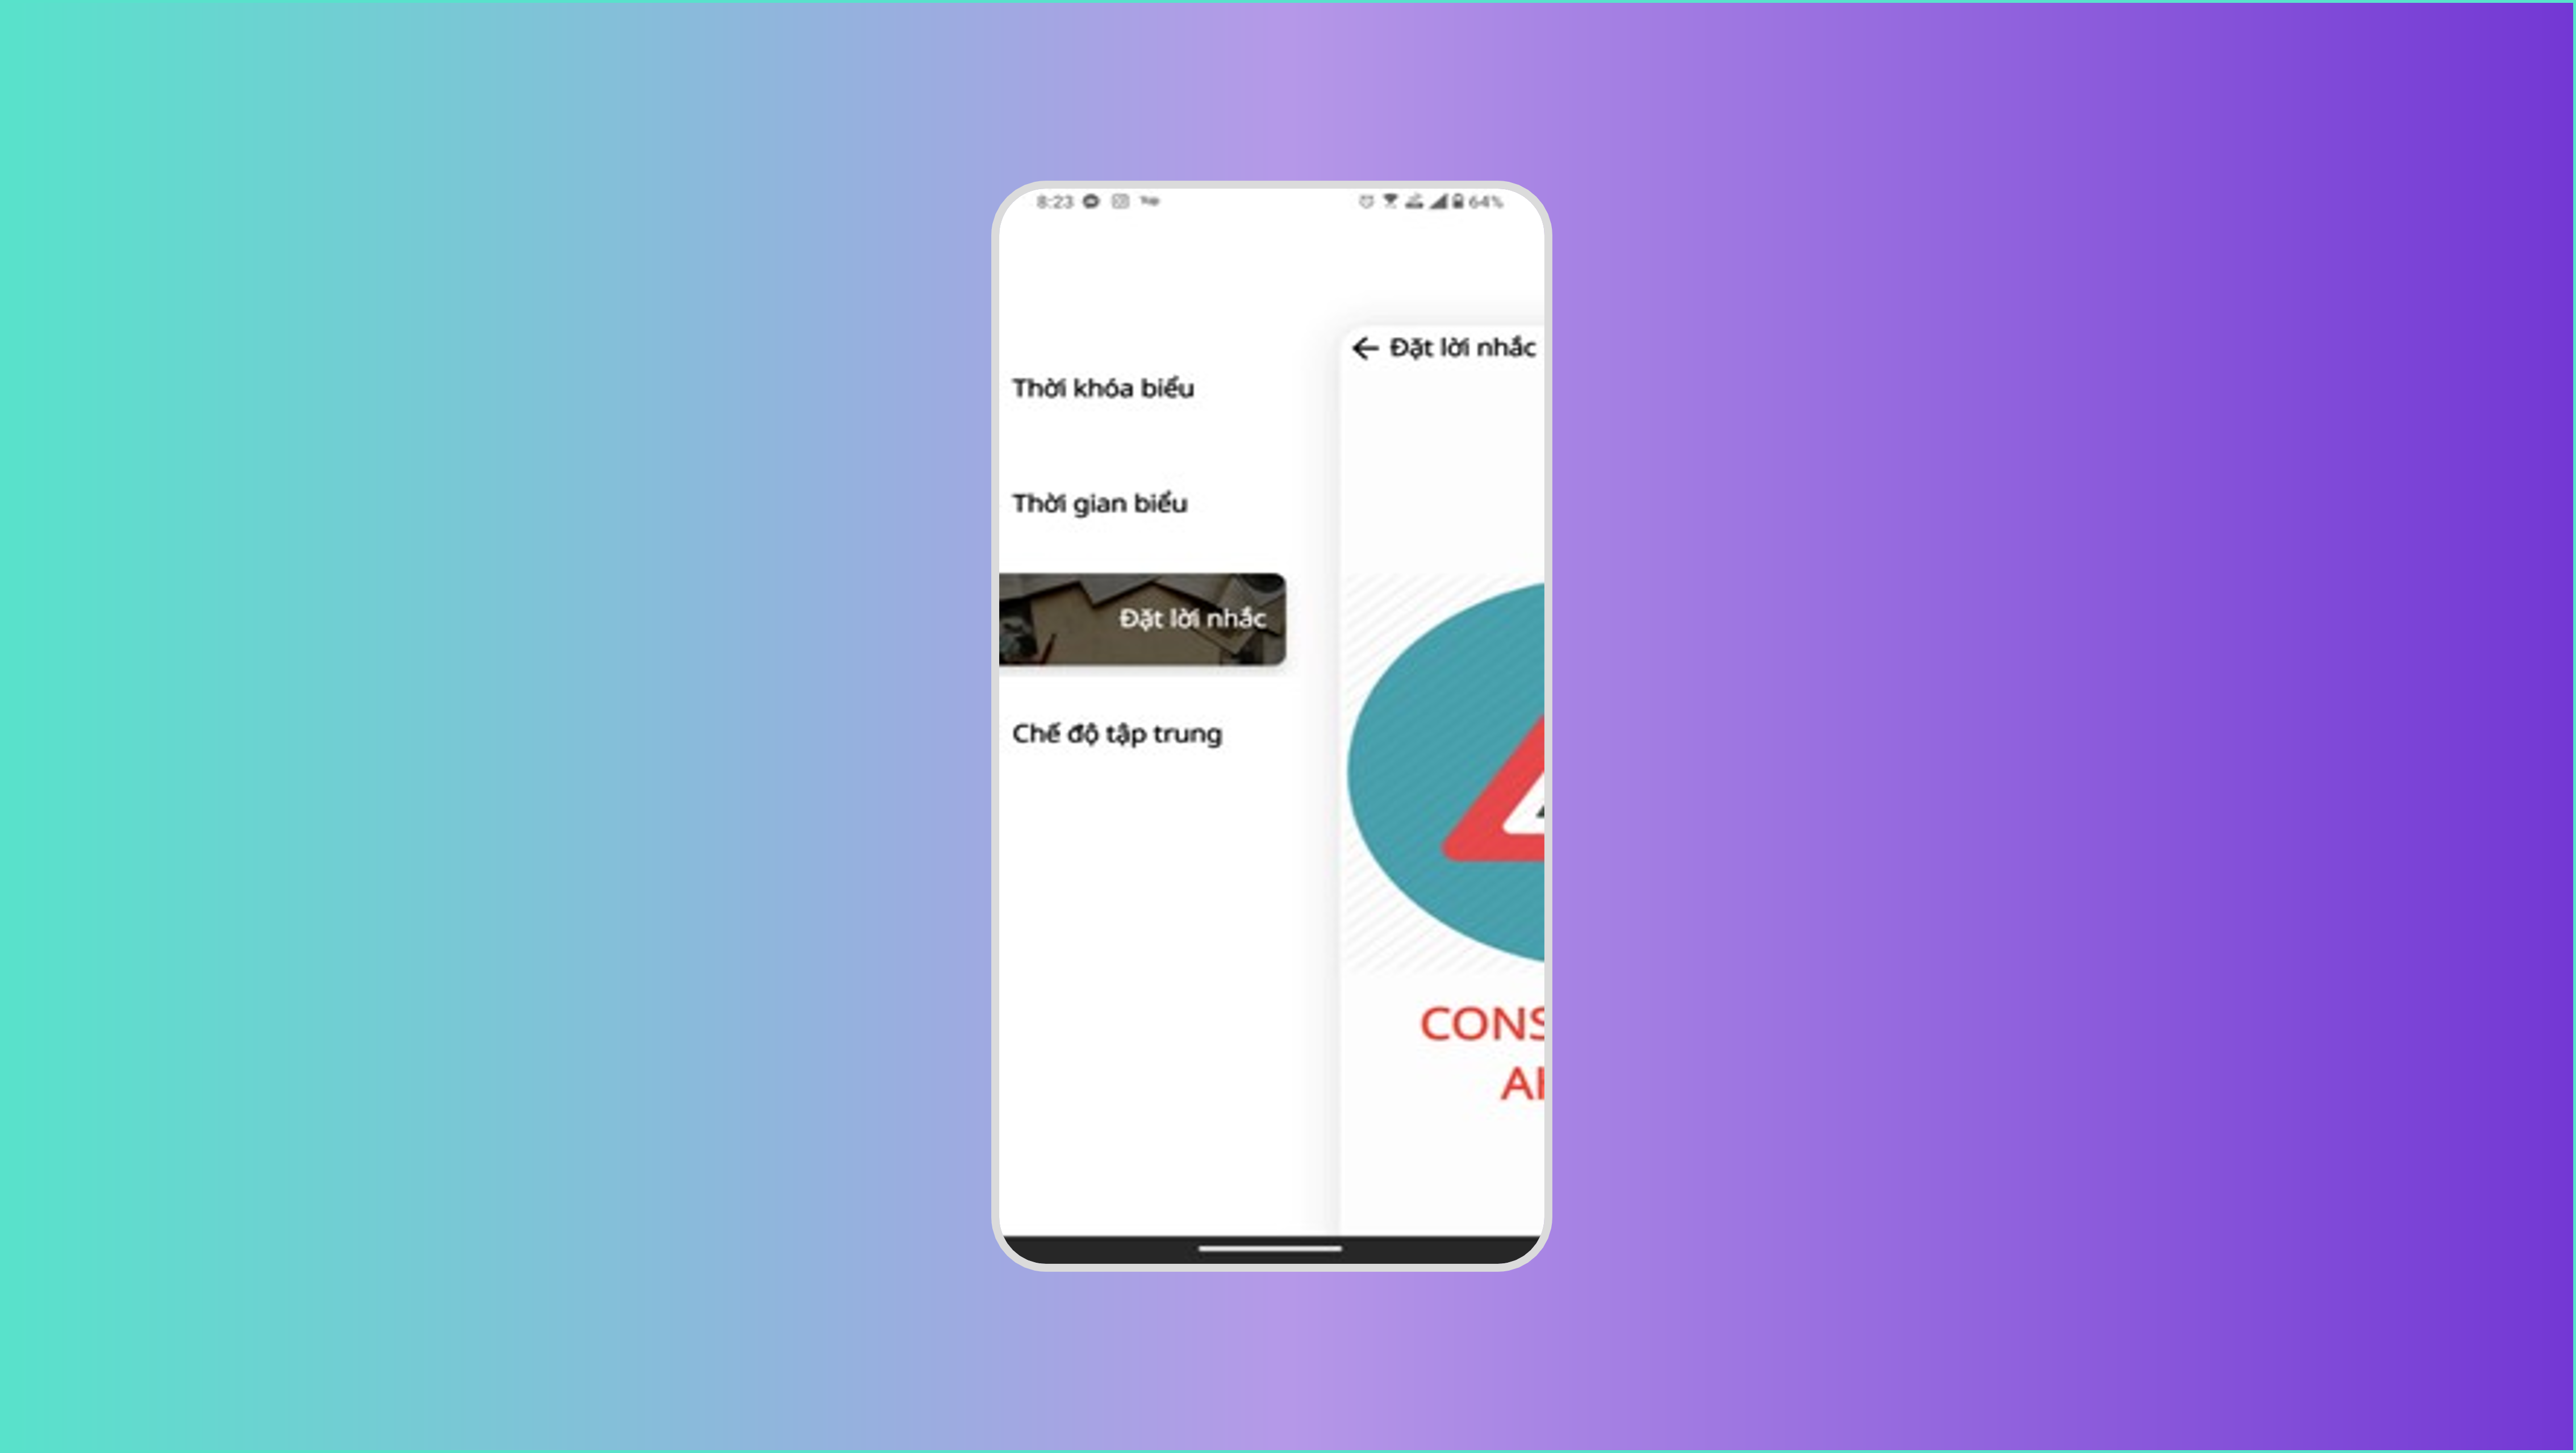 8:23
64%
← Đặt lời nhắc
Thời khóa biểu
Thời gian biểu
Đặt lời nhắc
Chế độ tập trung
CONS